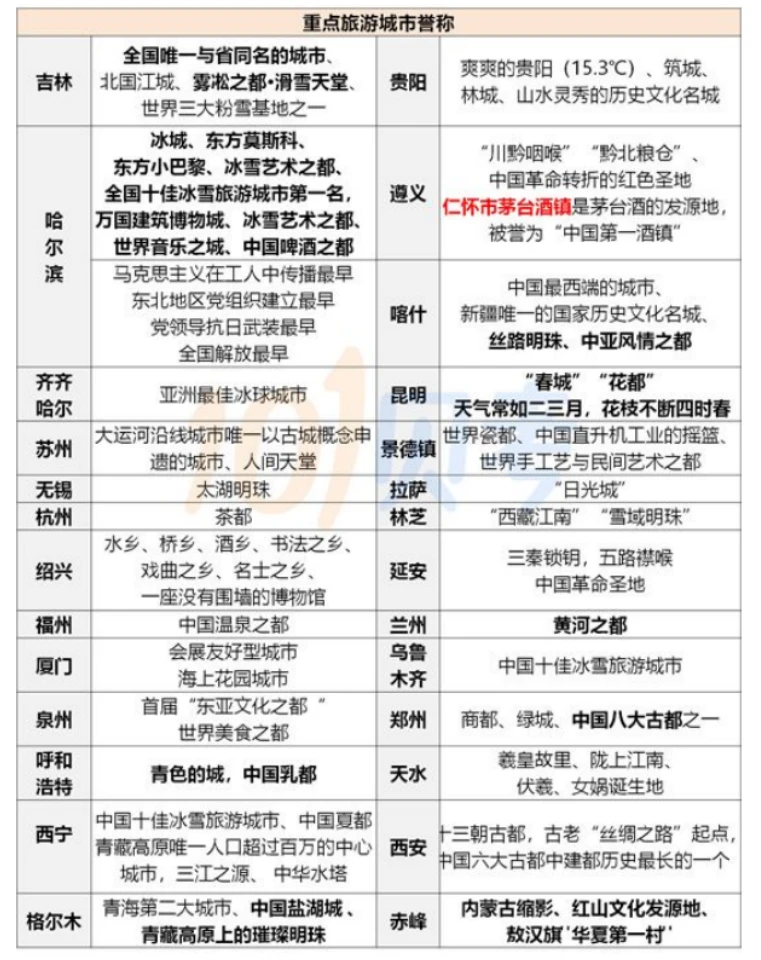 重点旅游城市誉称
吉林
全国唯一与省同名的城市、
北国江城、雾凇之都·滑雪天堂、
世界三大粉雪基地之一
贵阳
爽爽的贵阳（15.3℃）、筑城、
林城、山水灵秀的历史文化名城
哈
尔
滨
冰城、东方莫斯科、
东方小巴黎、冰雪艺术之都、
全国十佳冰雪旅游城市第一名，
万国建筑博物城、冰雪艺术之都、
世界音乐之城、中国啤酒之都
马克思主义在工人中传播最早
东北地区党组织建立最早
党领导抗日武装最早
全国解放最早
遵义
“川黔咽喉”“黔北粮仓”、
中国革命转折的红色圣地
仁怀市茅台酒镇是茅台酒的发源地，
被誉为“中国第一酒镇”
喀什
中国最西端的城市、
新疆唯一的国家历史文化名城、
丝路明珠、中亚风情之都
齐齐
哈尔
亚洲最佳冰球城市
昆明
“春城”“花都”
天气常如二三月，花枝不断四时春
苏州
大运河沿线城市唯一以古城概念申
遗的城市、人间天堂
景德镇
世界瓷都、中国直升机工业的摇篮、
世界手工艺与民间艺术之都
无锡
太湖明珠
拉萨
“日光城”
杭州
茶都
林芝
“西藏江南”“雪域明珠”
绍兴
水乡、桥乡、酒乡、书法之乡、
戏曲之乡、名士之乡、
一座没有围墙的博物馆
延安
三秦锁钥，五路襟喉
中国革命圣地
福州
中国温泉之都
兰州
黄河之都
厦门
会展友好型城市
海上花园城市
乌鲁
木齐
中国十佳冰雪旅游城市
泉州
首届“东亚文化之都“
世界美食之都
郑州
商都、绿城、中国八大古都之一
呼和
浩特
青色的城，中国乳都
天水
羲皇故里、陇上江南、
伏羲、女娲诞生地
西宁
中国十佳冰雪旅游城市、中国夏都
青藏高原唯一人口超过百万的中心
城市，三江之源、中华水塔
西安
十三朝古都，古老“丝绸之路”起点，
中国六大古都中建都历史最长的一个
格尔木
青海第二大城市、中国盐湖城、
青藏高原上的璀璨明珠
赤峰
内蒙古缩影、红山文化发源地、
敖汉旗'华夏第一村'